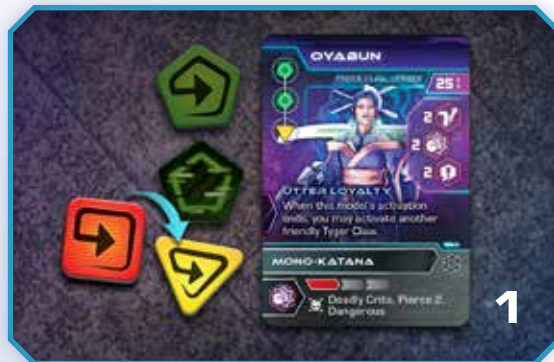 OYABUN
TYGER CLAW, LEADER
25
2
2
2
UTTER LOYALTY
When this model's activation
ends, you may activate another
friendly Tyger Claw.
MONO-KATANA
Deadly Crits, Pierce 2,
Dangerous
1